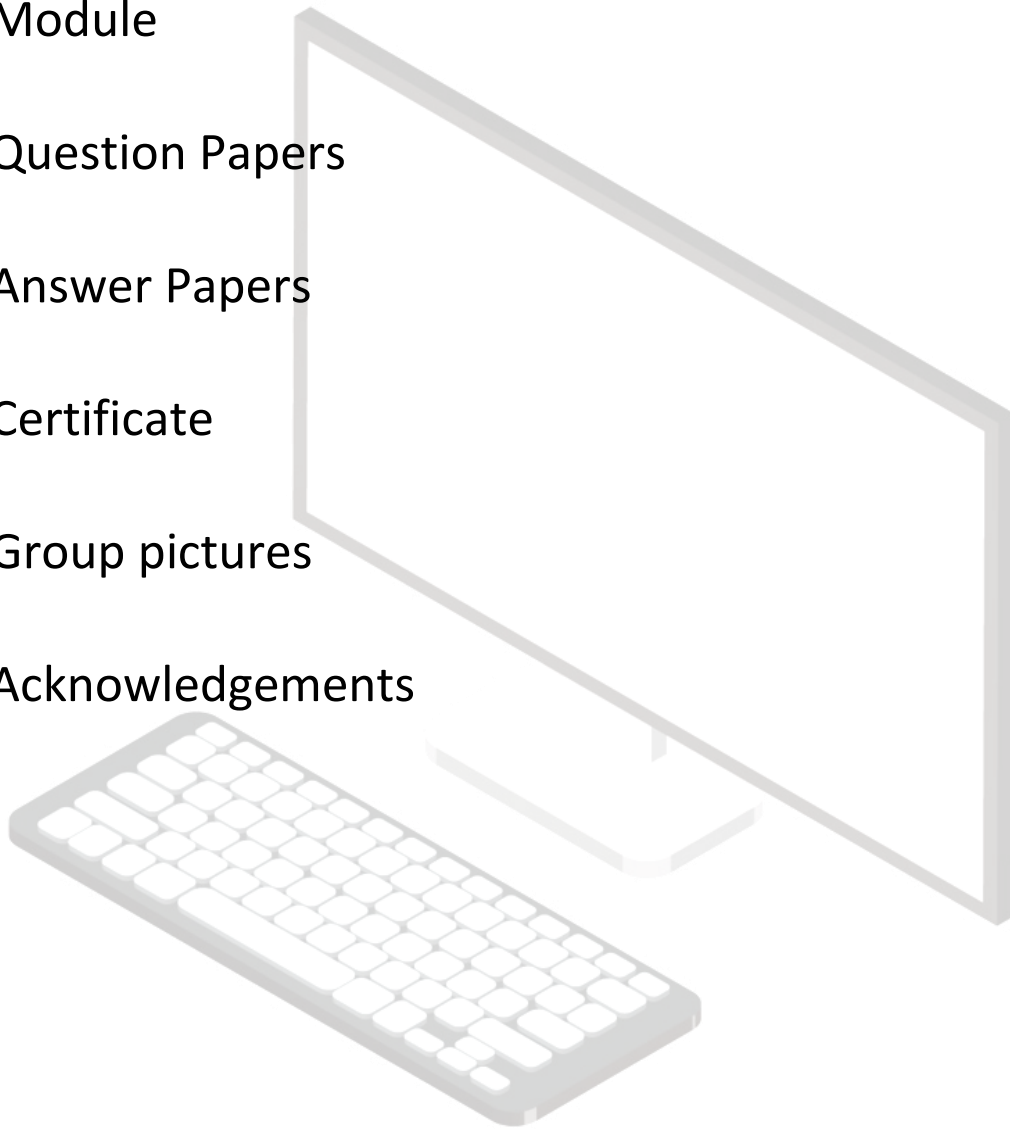 Module
Question Papers
Answer Papers
Certificate
Group pictures
Acknowledgements